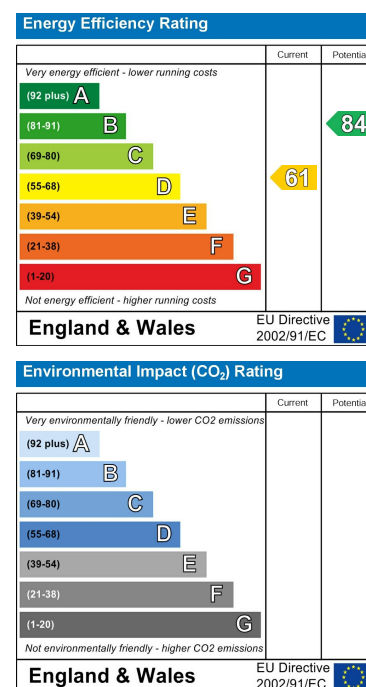 Energy Efficiency Rating
Current Potentia
Very energy efficient - lower running costs
(92 plus) A
(81-91) B 84
(69-80) C
(55-68) D 61
(39-54) E
(21-38) F
(1-20) G
Not energy efficient - higher running costs
England & Wales EU Directive 2002/91/EC
Environmental Impact (CO₂) Rating
Current Potentia
Very environmentally friendly - lower CO2 emissions
(92 plus) A
(81-91) B
(69-80) C
(55-68) D
(39-54) E
(21-38) F
(1-20) G
Not environmentally friendly - higher CO2 emissions
England & Wales EU Directive 2002/91/EC